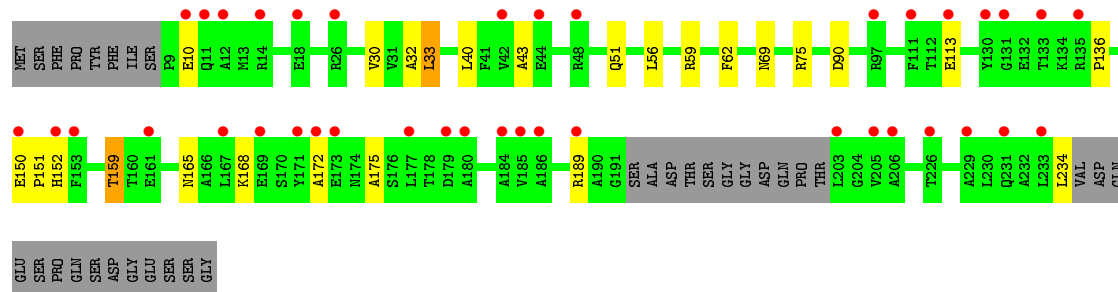 MET SER PHE PRO TYR PHE ILE SER P9 E10 Q11 A12 M13 R14 E18 R26 V30 V31 A32 L33 L40 F41 V42 A43 E44 R48 Q51 L56 R59 F62 N69 R75 D90 R97 F111 T112 E113 Y130 G131 E132 T133 K134 R135 P136
E150 P151 H152 F153 T159 T160 E161 N165 A166 L167 K168 E169 S170 Y171 A172 E173 N174 A175 S176 L177 T178 D179 A180 A184 V185 A186 R189 A190 G191 SER ALA ASP THR SER GLY GLY ASP GLN PRO THR L203 G204 V205 A206 T226 A229 L230 Q231 A232 L233 L234 VAL ASP GLN
GLU SER PRO GLN SER ASP GLY GLU SER SER GLY